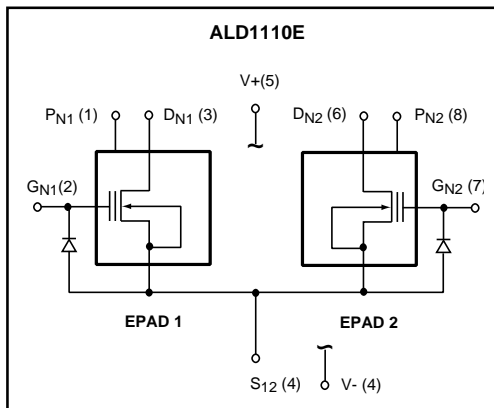 ALD1110E
V+(5)
PN1 (1) DN1 (3)
DN2 (6) PN2 (8)
GN1(2)
GN2 (7)
EPAD 1
EPAD 2
S12 (4)
V- (4)